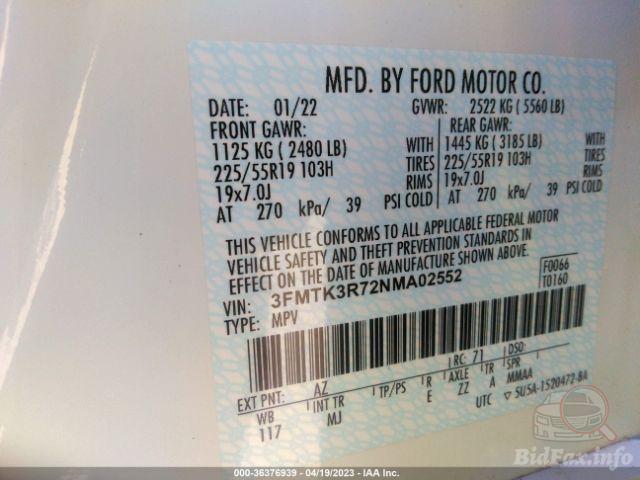 MFD. BY FORD MOTOR CO.
DATE: 01/22 GVWR: 2522 KG ( 5560 LB)
FRONT GAWR: REAR GAWR:
1125 KG ( 2480 LB) WITH 1445 KG ( 3185 LB) WITH
225/55R19 103H TIRES 225/55R19 103H TIRES
19x7.0J RIMS 19x7.0J RIMS
AT 270 kPa/ 39 PSI COLD AT 270 kPa/ 39 PSI COLD
THIS VEHICLE CONFORMS TO ALL APPLICABLE FEDERAL MOTOR
VEHICLE SAFETY AND THEFT PREVENTION STANDARDS IN
EFFECT ON THE DATE OF MANUFACTURE SHOWN ABOVE.
VIN: 3FMTK3R72NMA02552 F0066
TYPE: MPV T0160
EXT PNT: AZ RC: 71 DSO:
WB INT TR TP/PS R AXLE TR SPR
117 MJ E ZZ A MMAA
UTC ▽ 5U5A-1520472-BA
BidFax.info
000-36376939 - 04/19/2023 - IAA Inc.